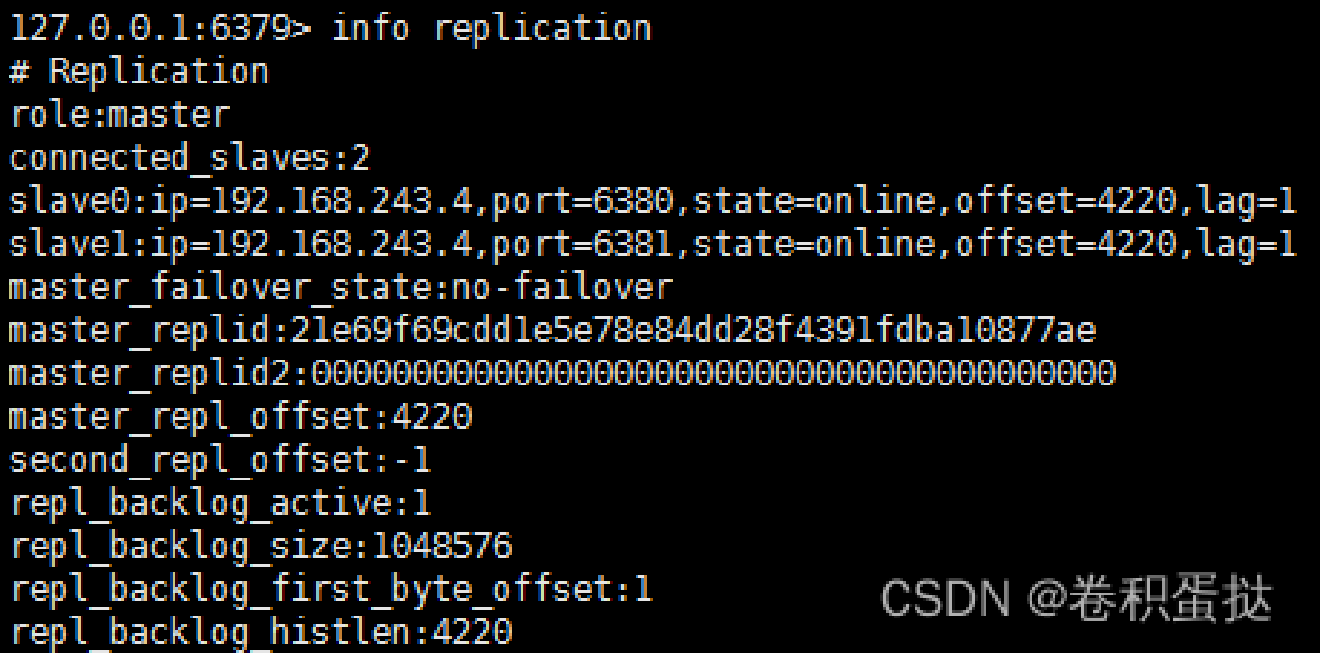 127.0.0.1:6379> info replication
# Replication
role:master
connected_slaves:2
slave0:ip=192.168.243.4,port=6380,state=online,offset=4220,lag=1
slave1:ip=192.168.243.4,port=6381,state=online,offset=4220,lag=1
master_failover_state:no-failover
master_replid:21e69f69cdd1e5e78e84dd28f4391fdba10877ae
master_replid2:0000000000000000000000000000000000000000
master_repl_offset:4220
second_repl_offset:-1
repl_backlog_active:1
repl_backlog_size:1048576
repl_backlog_first_byte_offset:1
repl_backlog_histlen:4220
CSDN @卷积蛋挞